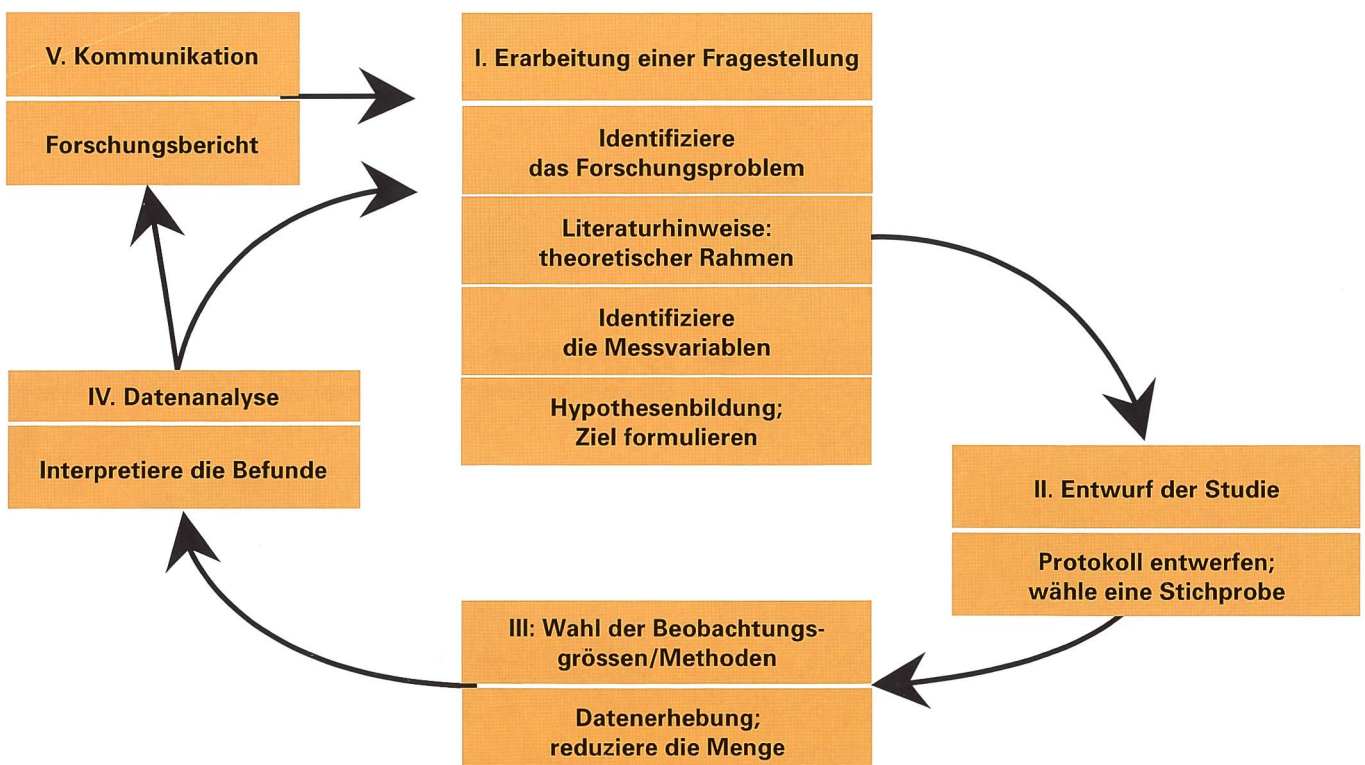 V. Kommunikation
Forschungsbericht
I. Erarbeitung einer Fragestellung
Identifiziere
das Forschungsproblem
Literaturhinweise:
theoretischer Rahmen
Identifiziere
die Messvariablen
Hypothesenbildung;
Ziel formulieren
II. Entwurf der Studie
Protokoll entwerfen;
wähle eine Stichprobe
III: Wahl der Beobachtungs-
grössen/Methoden
Datenerhebung;
reduziere die Menge
IV. Datenanalyse
Interpretiere die Befunde